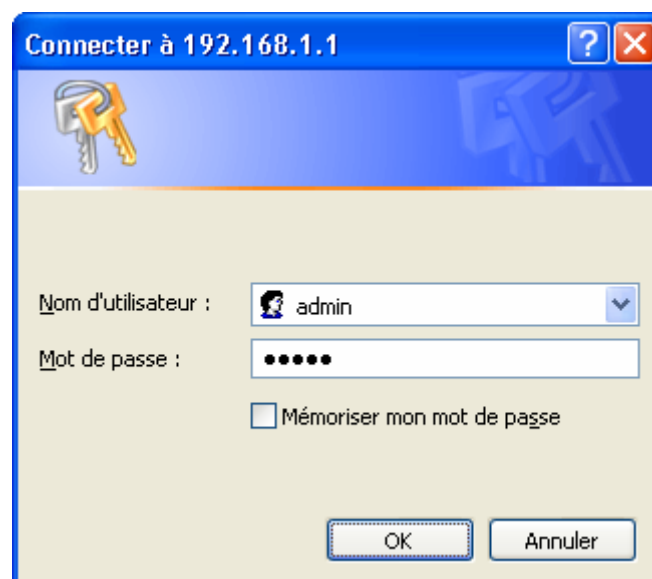 Connecter à 192.168.1.1
Nom d'utilisateur : admin
Mot de passe : •••••
Mémoriser mon mot de passe
OK Annuler